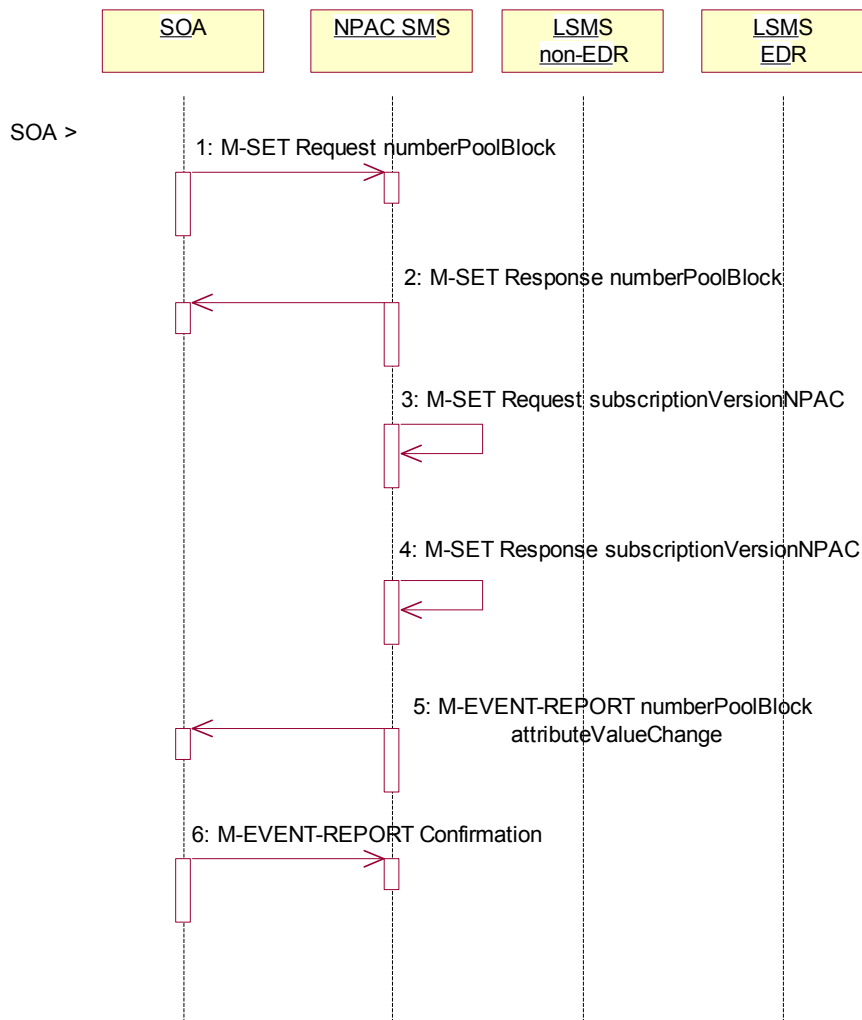 SOA
NPAC SMS
LSMS
non-EDR
LSMS
EDR
SOA >
1: M-SET Request numberPoolBlock
2: M-SET Response numberPoolBlock
3: M-SET Request subscriptionVersionNPAC
4: M-SET Response subscriptionVersionNPAC
5: M-EVENT-REPORT numberPoolBlock
attributeValueChange
6: M-EVENT-REPORT Confirmation